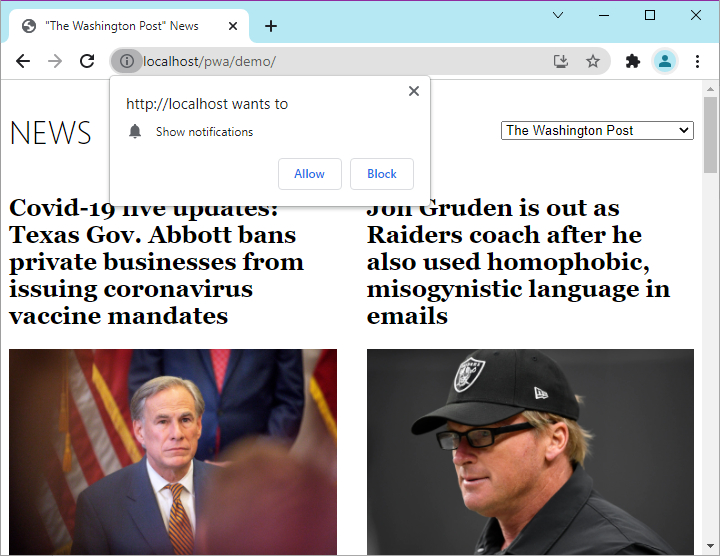 "The Washington Post" News
localhost/pwa/demo/
http://localhost wants to
Show notifications
Allow
Block
NEWS
The Washington Post
Covid-19 live updates:
Texas Gov. Abbott bans
private businesses from
issuing coronavirus
vaccine mandates
Jon Gruden is out as
Raiders coach after he
also used homophobic,
misogynistic language in
emails
RAIDERS